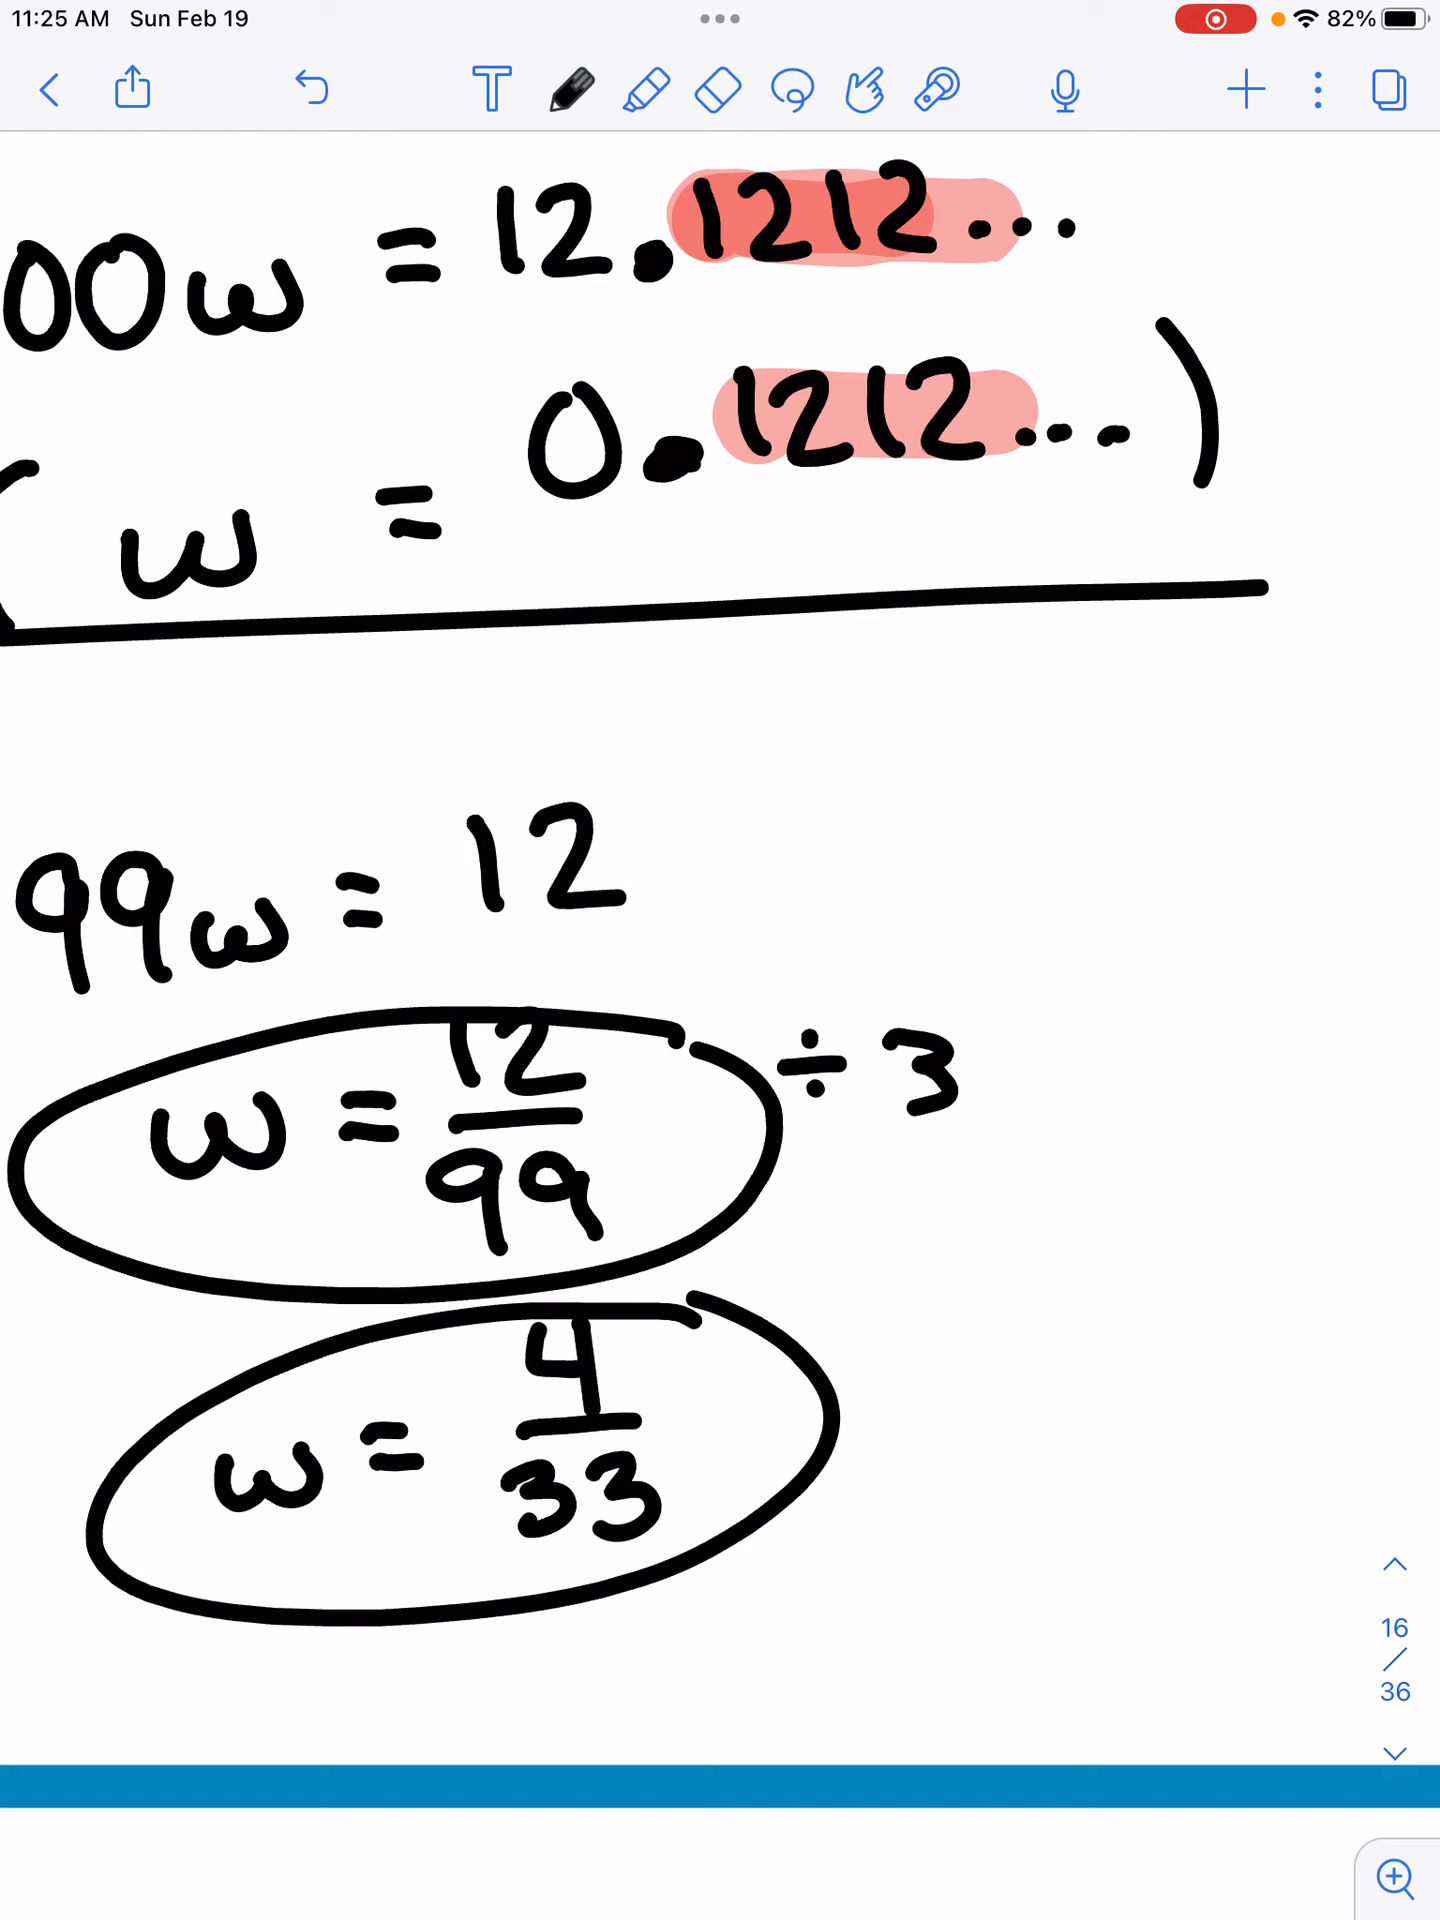 11:25 AM Sun Feb 19 82%
00w = 12.1212...
( w = 0.1212...)
99w = 12
w = 12/99 ÷ 3
w = 4/33
16
/
36